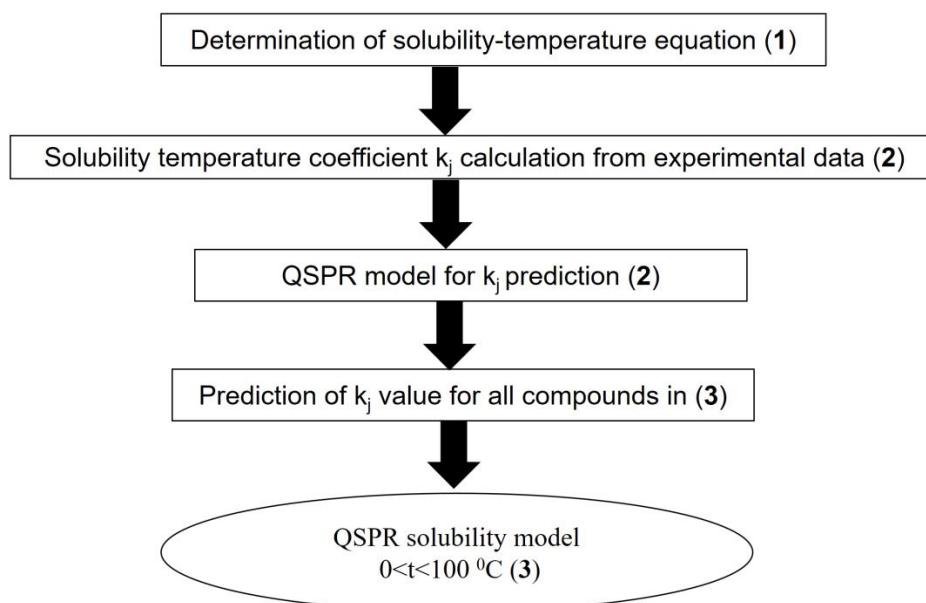 Determination of solubility-temperature equation (1)
Solubility temperature coefficient kj calculation from experimental data (2)
QSPR model for kj prediction (2)
Prediction of kj value for all compounds in (3)
QSPR solubility model
0<t<100 ⁰C (3)